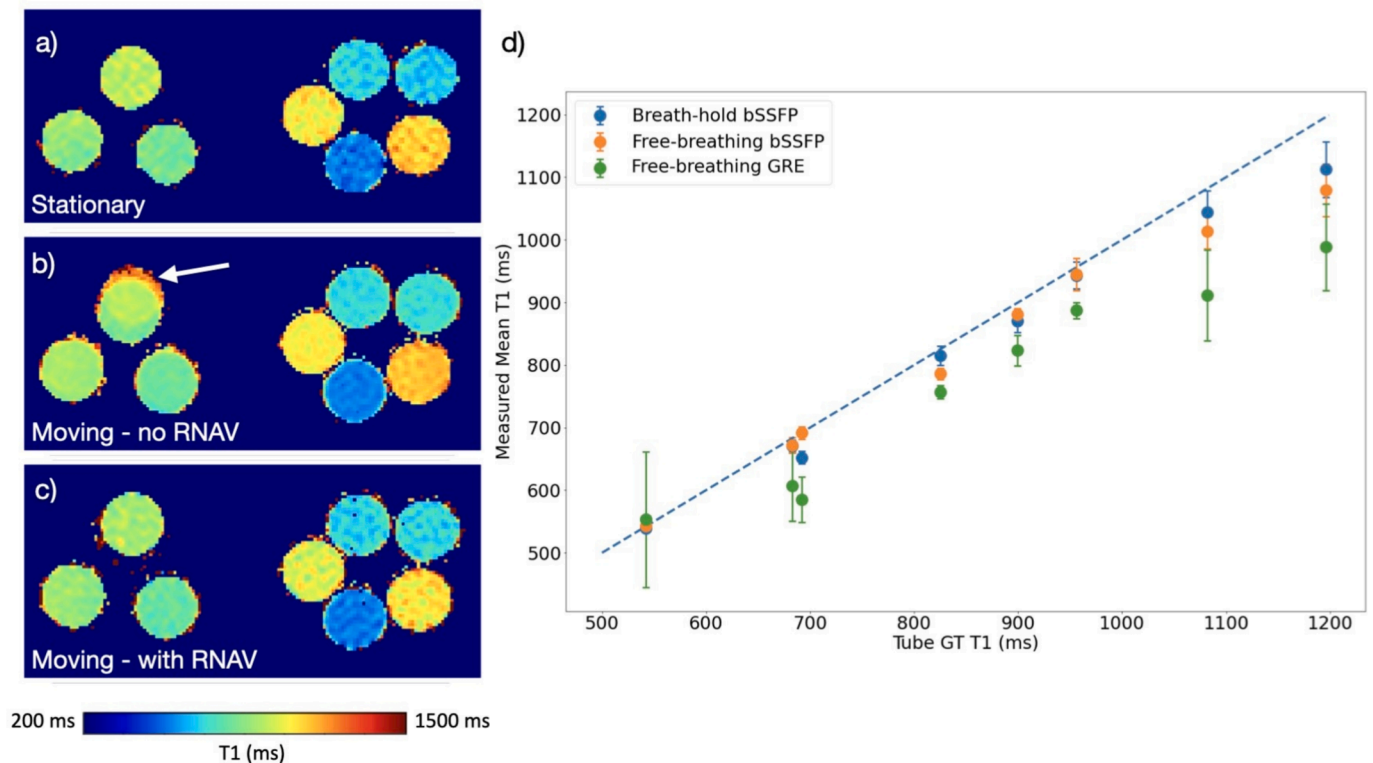 a)
Stationary
b)
Moving - no RNAV
c)
Moving - with RNAV
200 ms
1500 ms
T1 (ms)
d)
Breath-hold bSSFP
Free-breathing bSSFP
Free-breathing GRE
Measured Mean T1 (ms)
1200
1100
1000
900
800
700
600
500
500 600 700 800 900 1000 1100 1200
Tube GT T1 (ms)